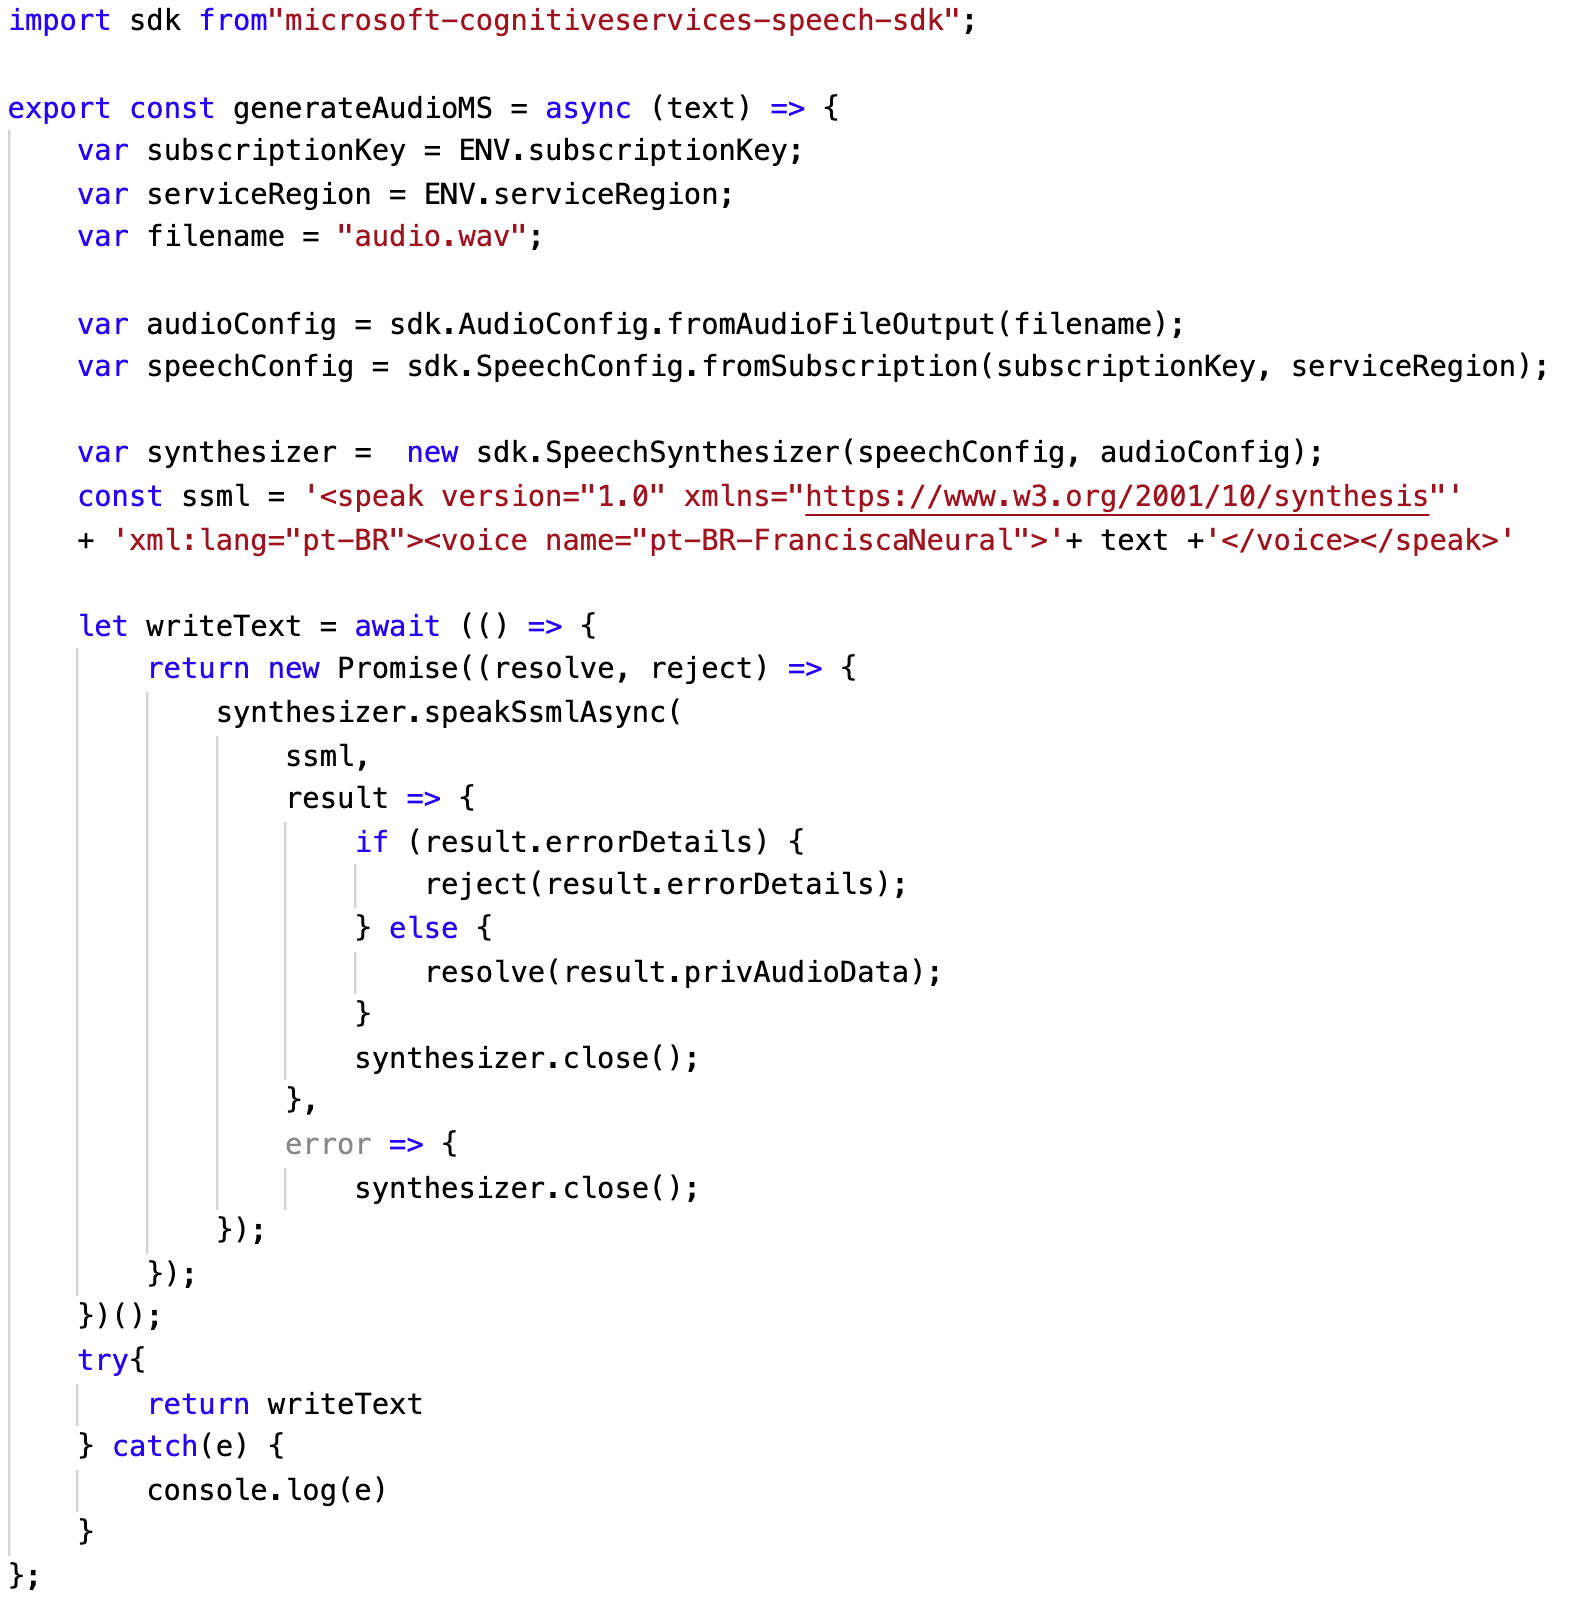 import sdk from"microsoft-cognitiveservices-speech-sdk";

export const generateAudioMS = async (text) => {
    var subscriptionKey = ENV.subscriptionKey;
    var serviceRegion = ENV.serviceRegion;
    var filename = "audio.wav";

    var audioConfig = sdk.AudioConfig.fromAudioFileOutput(filename);
    var speechConfig = sdk.SpeechConfig.fromSubscription(subscriptionKey, serviceRegion);

    var synthesizer =  new sdk.SpeechSynthesizer(speechConfig, audioConfig);
    const ssml = '<speak version="1.0" xmlns="https://www.w3.org/2001/10/synthesis"'
    + 'xml:lang="pt-BR"><voice name="pt-BR-FranciscaNeural">'+ text +'</voice></speak>'

    let writeText = await (() => {
        return new Promise((resolve, reject) => {
            synthesizer.speakSsmlAsync(
                ssml,
                result => {
                    if (result.errorDetails) {
                        reject(result.errorDetails);
                    } else {
                        resolve(result.privAudioData);
                    }
                    synthesizer.close();
                },
                error => {
                    synthesizer.close();
            });
        });
    })();
    try{
        return writeText
    } catch(e) {
        console.log(e)
    }
};